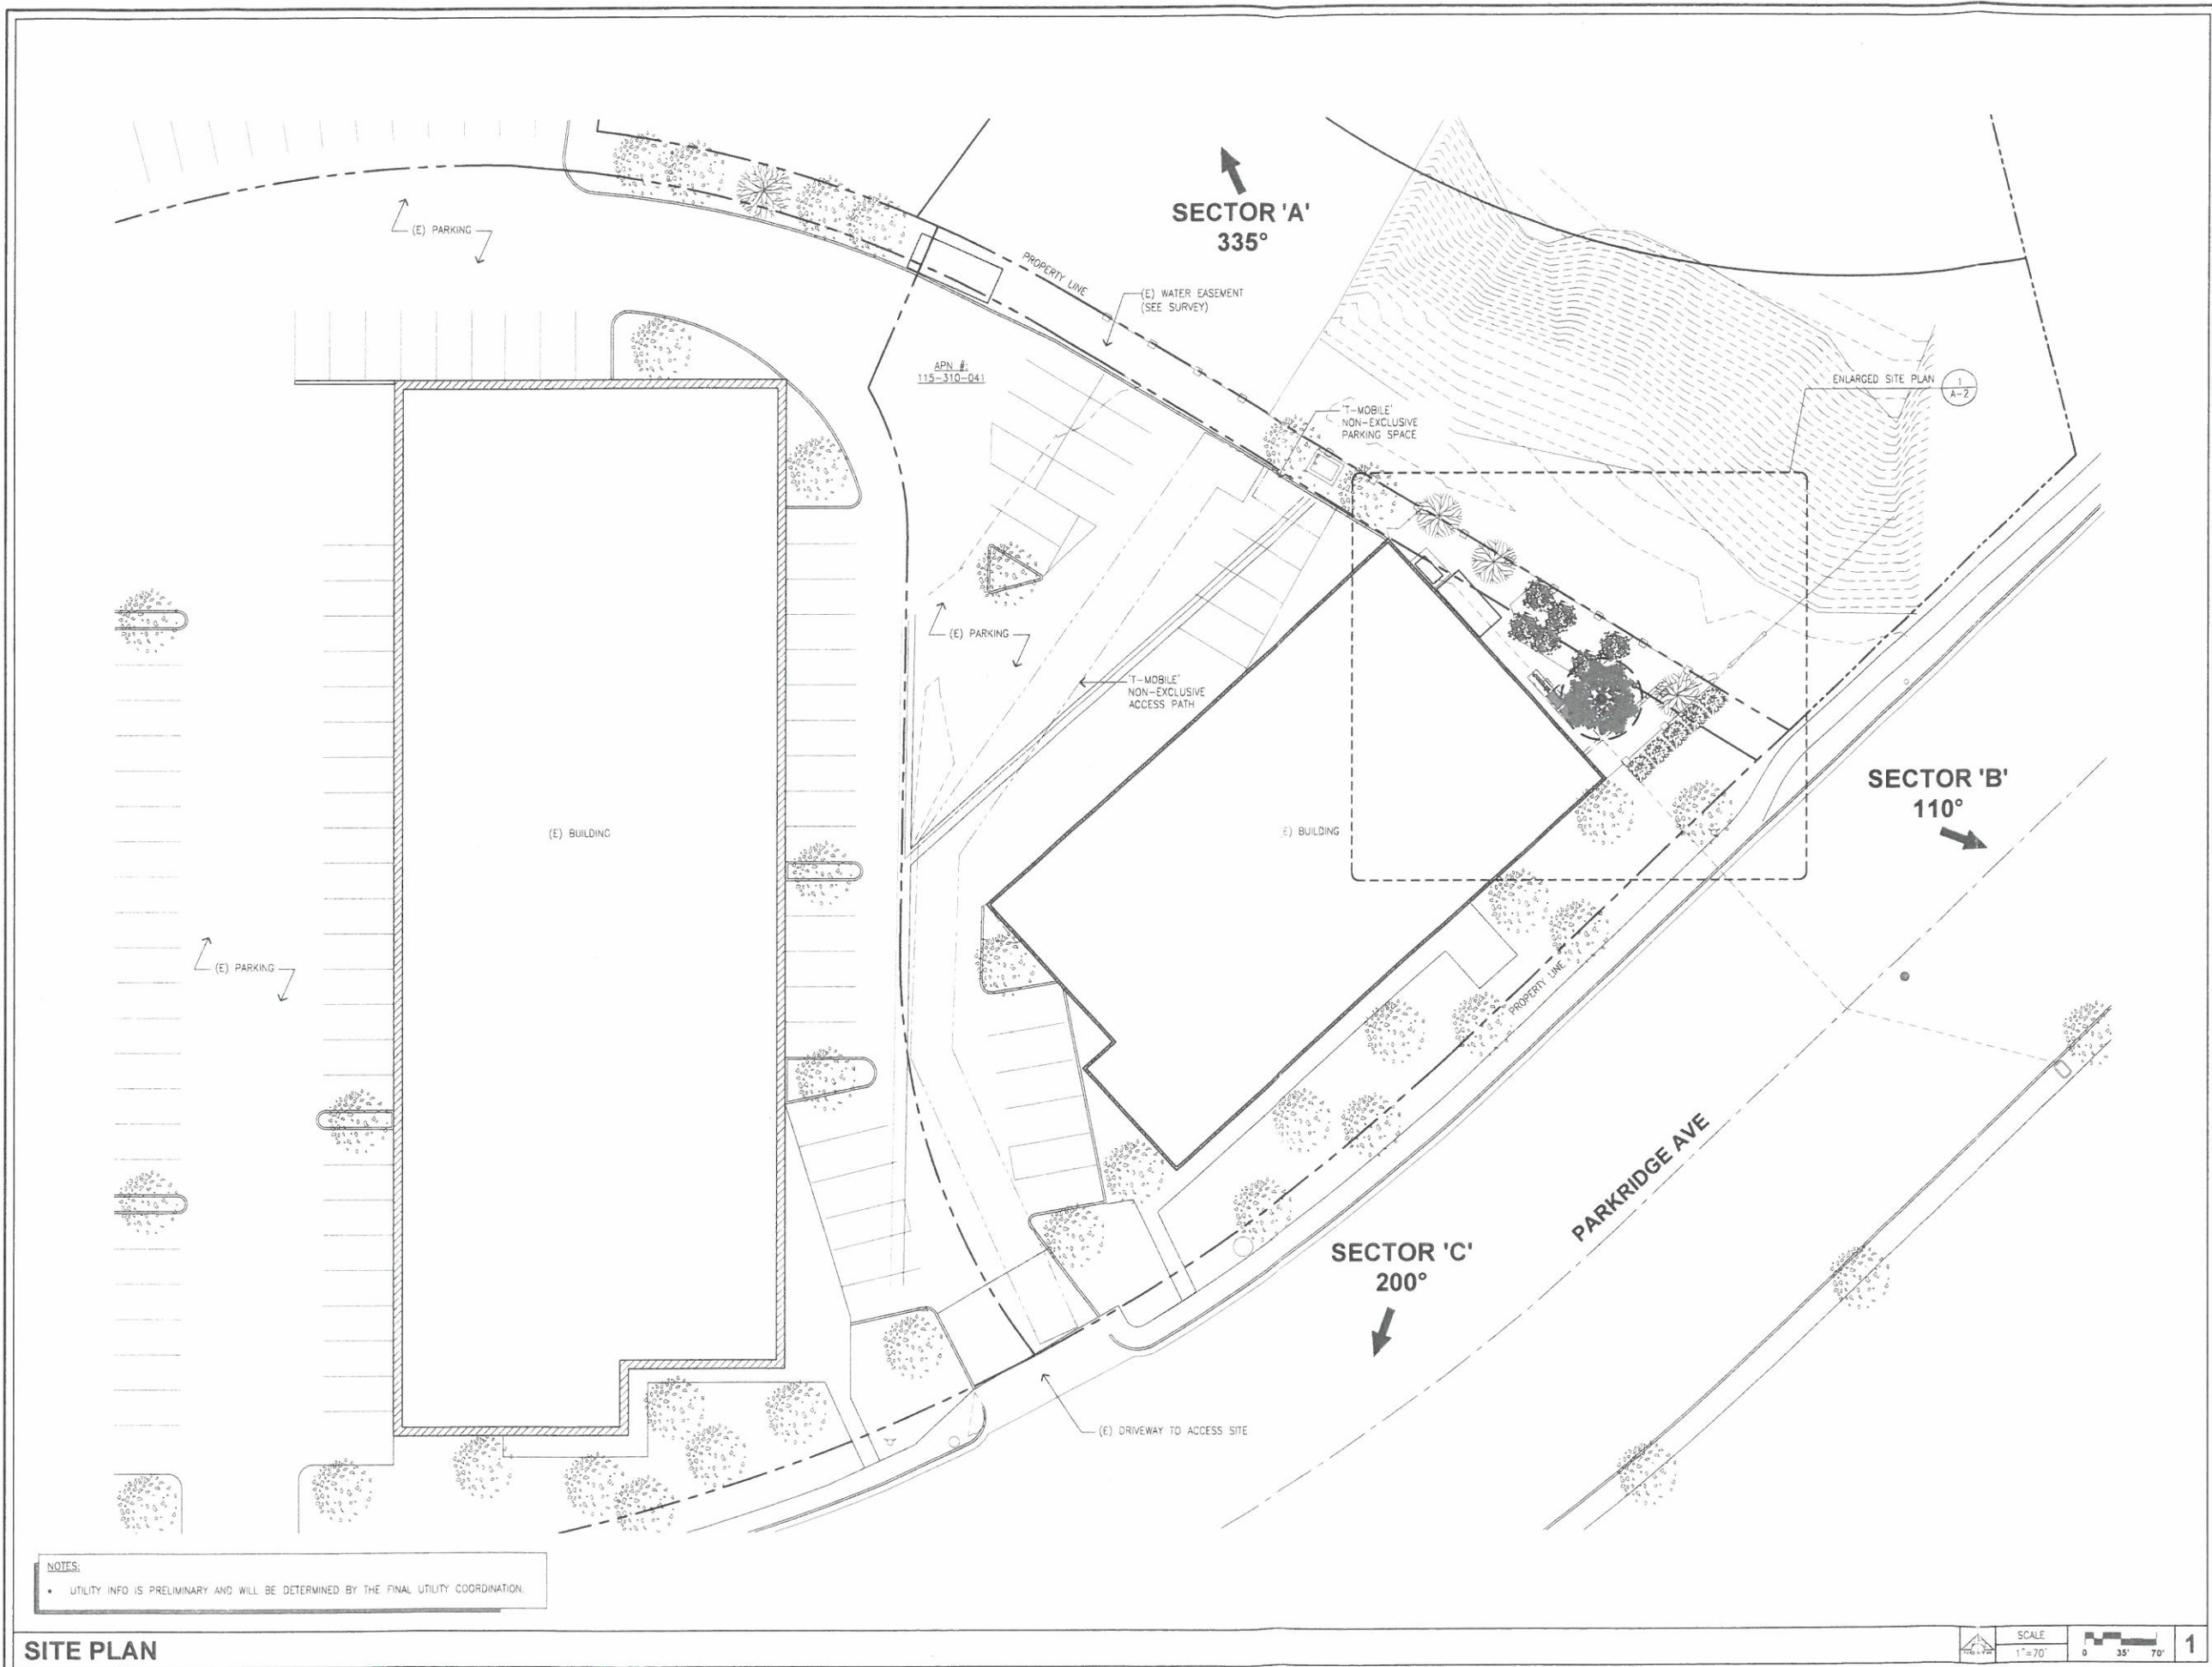 SECTOR 'A'
335°
(E) PARKING
PROPERTY LINE
(E) WATER EASEMENT
(SEE SURVEY)
APN #:
115-310-041
ENLARGED SITE PLAN
1
A-2
'T-MOBILE'
NON-EXCLUSIVE
PARKING SPACE
(E) PARKING
'T-MOBILE'
NON-EXCLUSIVE
ACCESS PATH
SECTOR 'B'
110°
(E) BUILDING
(E) BUILDING
(E) PARKING
PROPERTY LINE
PARKRIDGE AVE
SECTOR 'C'
200°
(E) DRIVEWAY TO ACCESS SITE
NOTES:
• UTILITY INFO IS PRELIMINARY AND WILL BE DETERMINED BY THE FINAL UTILITY COORDINATION.
SITE PLAN
SCALE
1"=70'
0 35' 70'
1